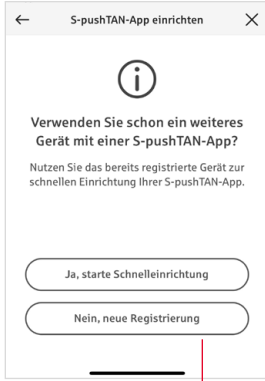 S-pushTAN-App einrichten
Verwenden Sie schon ein weiteres
Gerät mit einer S-pushTAN-App?
Nutzen Sie das bereits registrierte Gerät zur
schnellen Einrichtung Ihrer S-pushTAN-App.
Ja, starte Schnelleinrichtung
Nein, neue Registrierung